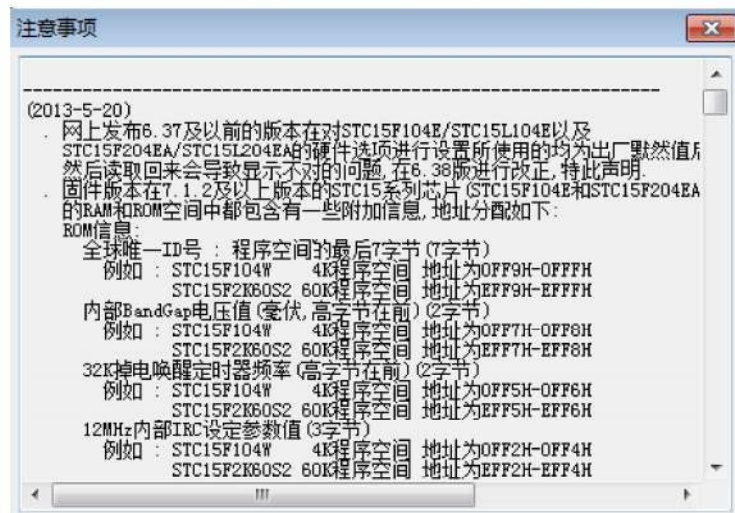 注意事项
--------------------------------------------------------------------
(2013-5-20)
. 网上发布6.37及以前的版本在对STC15F104E/STC15L104E以及
STC15F204EA/STC15L204EA的硬件选项进行设置所使用的均为出厂默然值,
然后读取回来会导致显示不对的问题,在6.38版进行改正,特此声明.
. 固件版本在7.1.2及以上版本的STC15系列芯片(STC15F104E和STC15F204EA
的RAM和ROM空间中都包含有一些附加信息,地址分配如下:
ROM信息:
全球唯一ID号 : 程序空间的最后7字节(7字节)
例如 : STC15F104W 4K程序空间 地址为0FF9H-0FFFH
STC15F2K60S2 60K程序空间 地址为EFF9H-EFFFH
内部BandGap电压值(毫伏,高字节在前)(2字节)
例如 : STC15F104W 4K程序空间 地址为0FF7H-0FF8H
STC15F2K60S2 60K程序空间 地址为EFF7H-EFF8H
32K掉电唤醒定时器频率(高字节在前)(2字节)
例如 : STC15F104W 4K程序空间 地址为0FF5H-0FF6H
STC15F2K60S2 60K程序空间 地址为EFF5H-EFF6H
12MHz内部IRC设定参数值(3字节)
例如 : STC15F104W 4K程序空间 地址为0FF2H-0FF4H
STC15F2K60S2 60K程序空间 地址为EFF2H-EFF4H